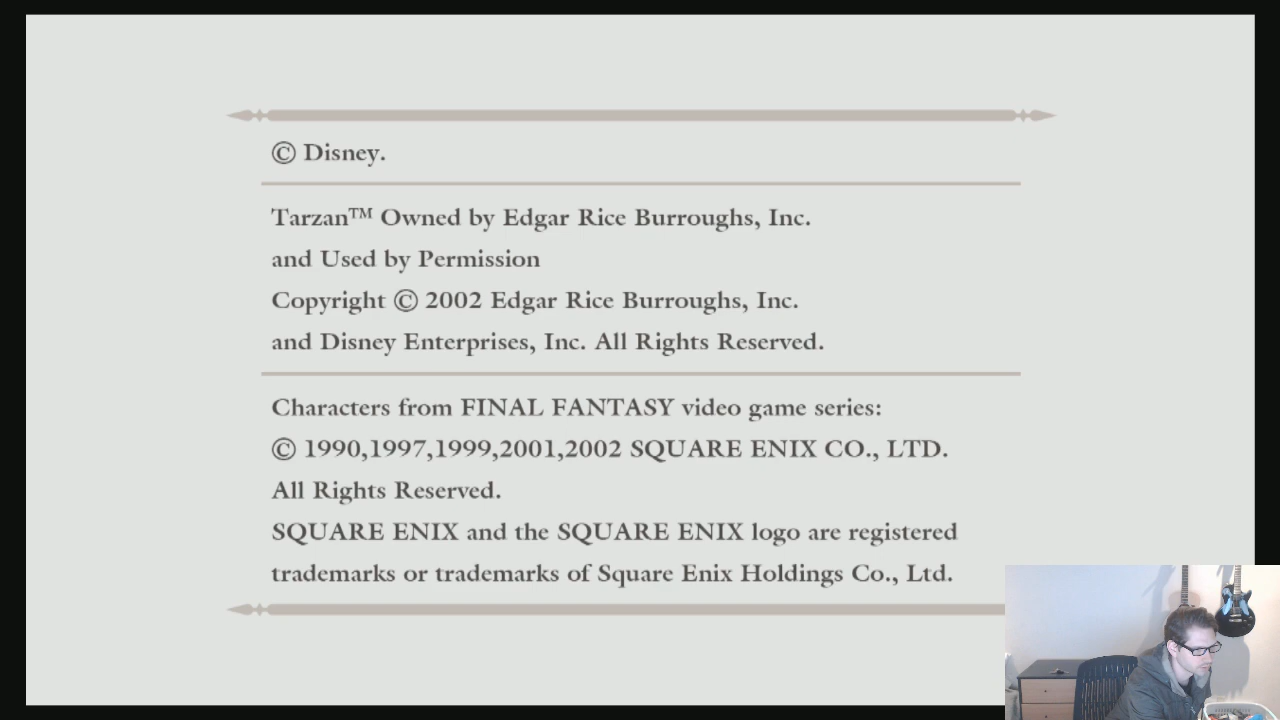 © Disney.
Tarzan™ Owned by Edgar Rice Burroughs, Inc.
and Used by Permission
Copyright © 2002 Edgar Rice Burroughs, Inc.
and Disney Enterprises, Inc. All Rights Reserved.
Characters from FINAL FANTASY video game series:
© 1990,1997,1999,2001,2002 SQUARE ENIX CO., LTD.
All Rights Reserved.
SQUARE ENIX and the SQUARE ENIX logo are registered
trademarks or trademarks of Square Enix Holdings Co., Ltd.